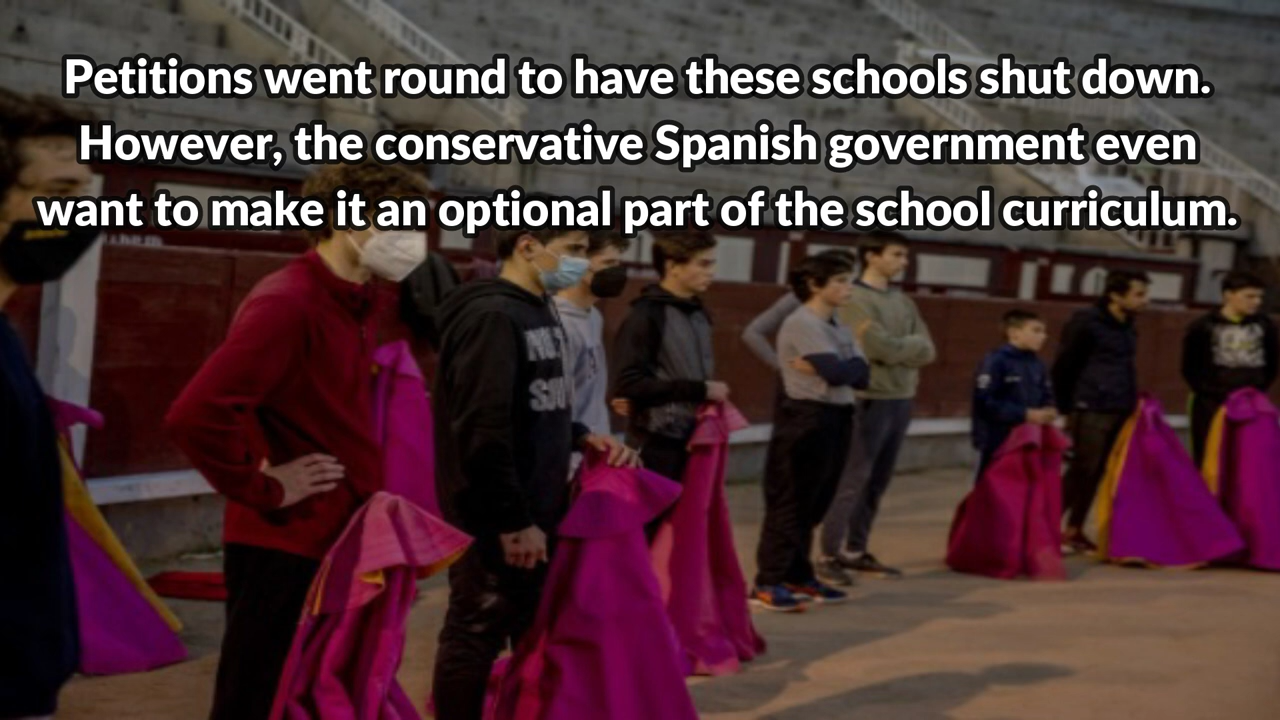 Petitions went round to have these schools shut down.
However, the conservative Spanish government even
want to make it an optional part of the school curriculum.